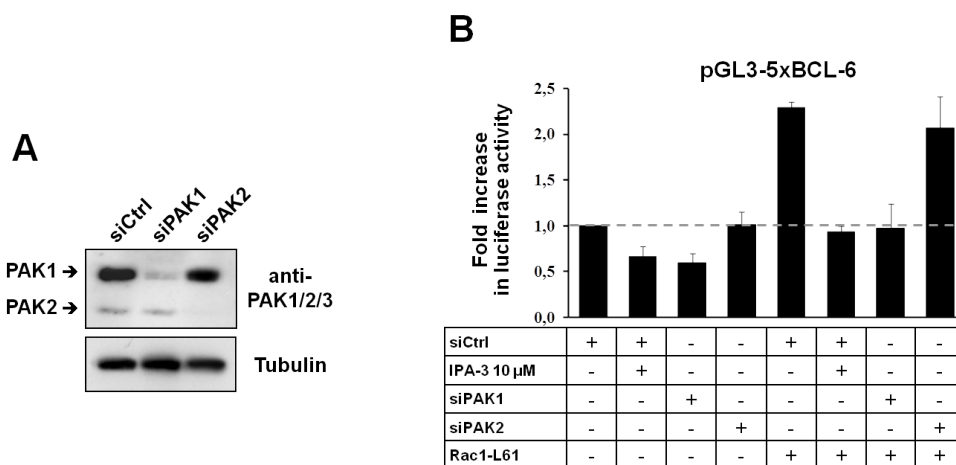 A
siCtrl siPAK1 siPAK2
PAK1 →
PAK2 →
anti-
PAK1/2/3
Tubulin
B
pGL3-5xBCL-6
Fold increase
in luciferase activity
2,5
2,0
1,5
1,0
0,5
0,0
siCtrl + + - - + + - -
IPA-3 10 µM - + - - - + - -
siPAK1 - - + - - - + -
siPAK2 - - - + - - - +
Rac1-L61 - - - - + + + +